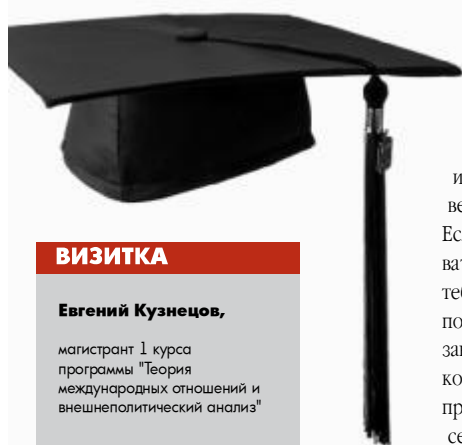 ВИЗИТКА
Евгений Кузнецов,
магистрант 1 курса
программы "Теория
международных отношений и
внешнеполитический анализ"